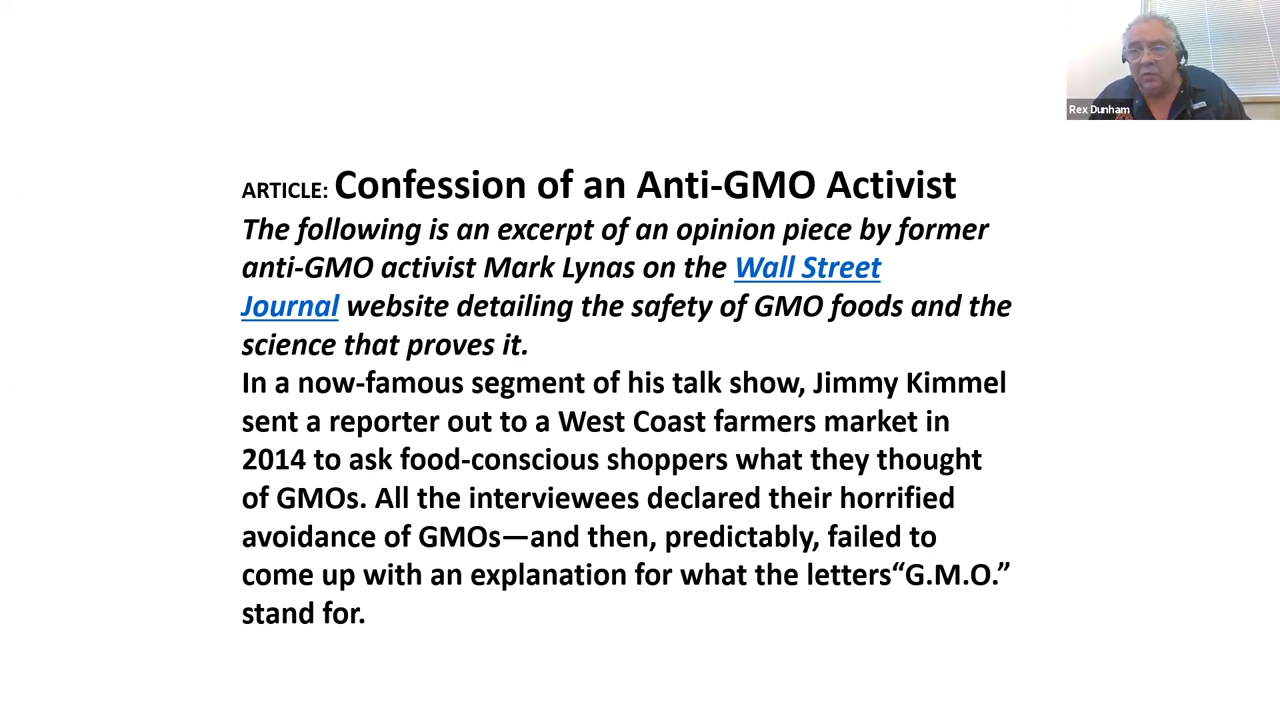 Rex Dunham
ARTICLE: Confession of an Anti-GMO Activist
The following is an excerpt of an opinion piece by former
anti-GMO activist Mark Lynas on the Wall Street
Journal website detailing the safety of GMO foods and the
science that proves it.
In a now-famous segment of his talk show, Jimmy Kimmel
sent a reporter out to a West Coast farmers market in
2014 to ask food-conscious shoppers what they thought
of GMOs. All the interviewees declared their horrified
avoidance of GMOs—and then, predictably, failed to
come up with an explanation for what the letters“G.M.O.”
stand for.